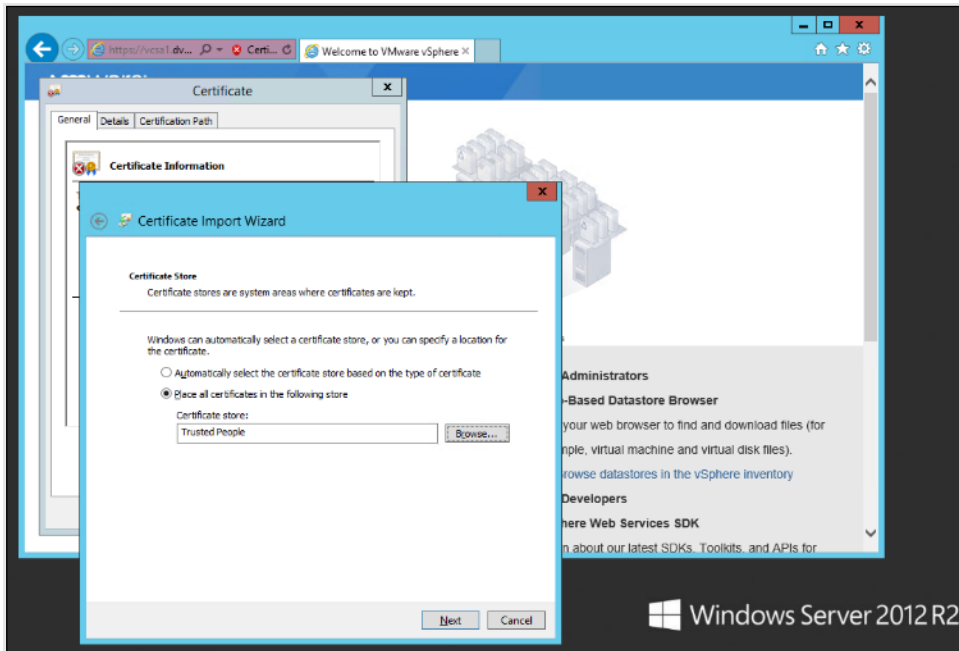 https://vcsa1.dv...
Certi...
Welcome to VMware vSphere
Certificate
General
Details
Certification Path
Certificate Information
Certificate Import Wizard
Certificate Store
Certificate stores are system areas where certificates are kept.
Windows can automatically select a certificate store, or you can specify a location for
the certificate.
Automatically select the certificate store based on the type of certificate
Place all certificates in the following store
Certificate store:
Trusted People
Browse...
Next
Cancel
Administrators
-Based Datastore Browser
your web browser to find and download files (for
mple, virtual machine and virtual disk files).
rowse datastores in the vSphere inventory
Developers
here Web Services SDK
n about our latest SDKs, Toolkits, and APIs for
Windows Server 2012 R2